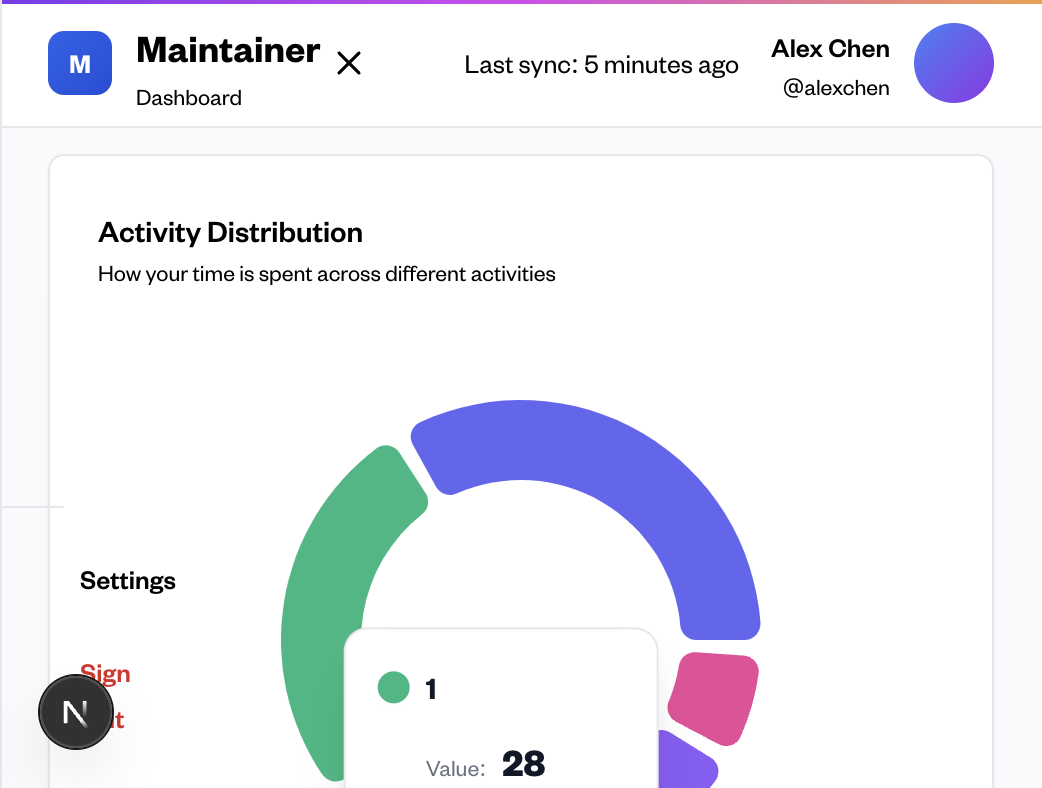 M
Maintainer
Dashboard
Last sync: 5 minutes ago
Alex Chen
@alexchen
Activity Distribution
How your time is spent across different activities
Settings
Sign
t
N
1
Value: 28